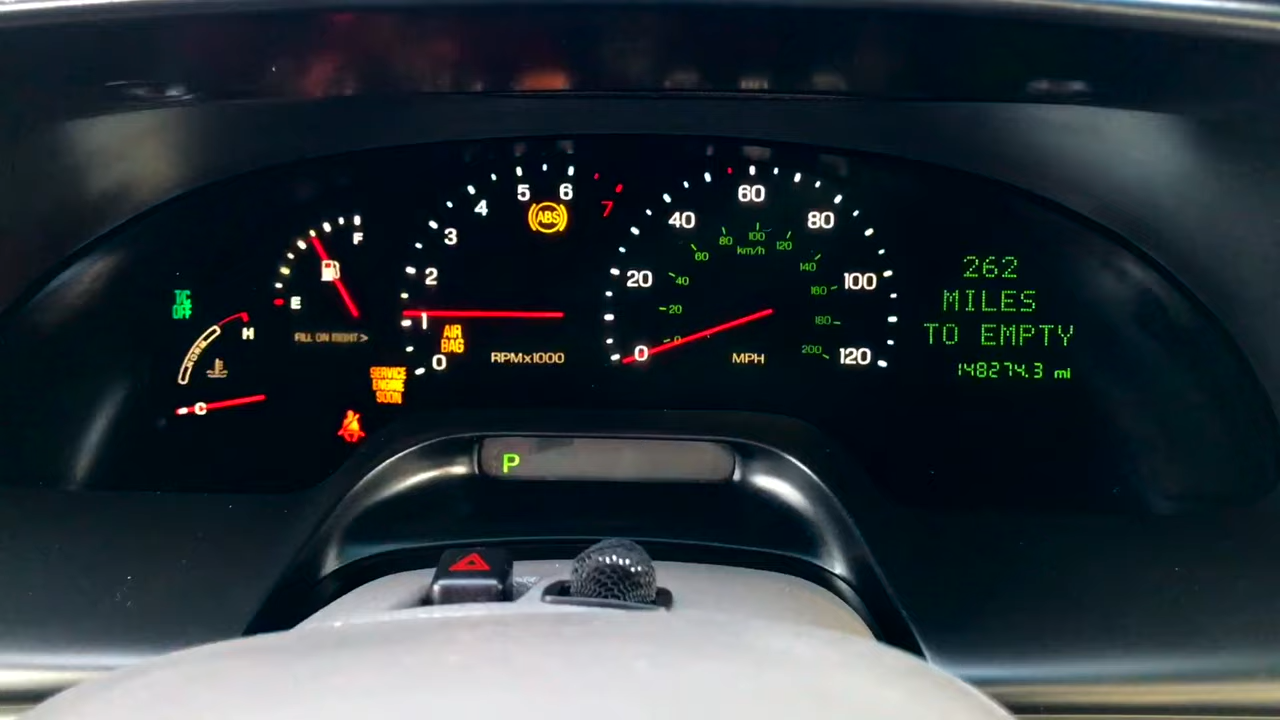 T/C
OFF
H
NORM
C
F
E
FILL ON RIGHT >
0
1
2
3
4
5
6
7
ABS
AIR
BAG
RPMx1000
SERVICE
ENGINE
SOON
0
20
40
60
80
100
120
MPH
0
20
40
60
80
100
120
140
160
180
200
km/h
262
MILES
TO EMPTY
148274.3 mi
P